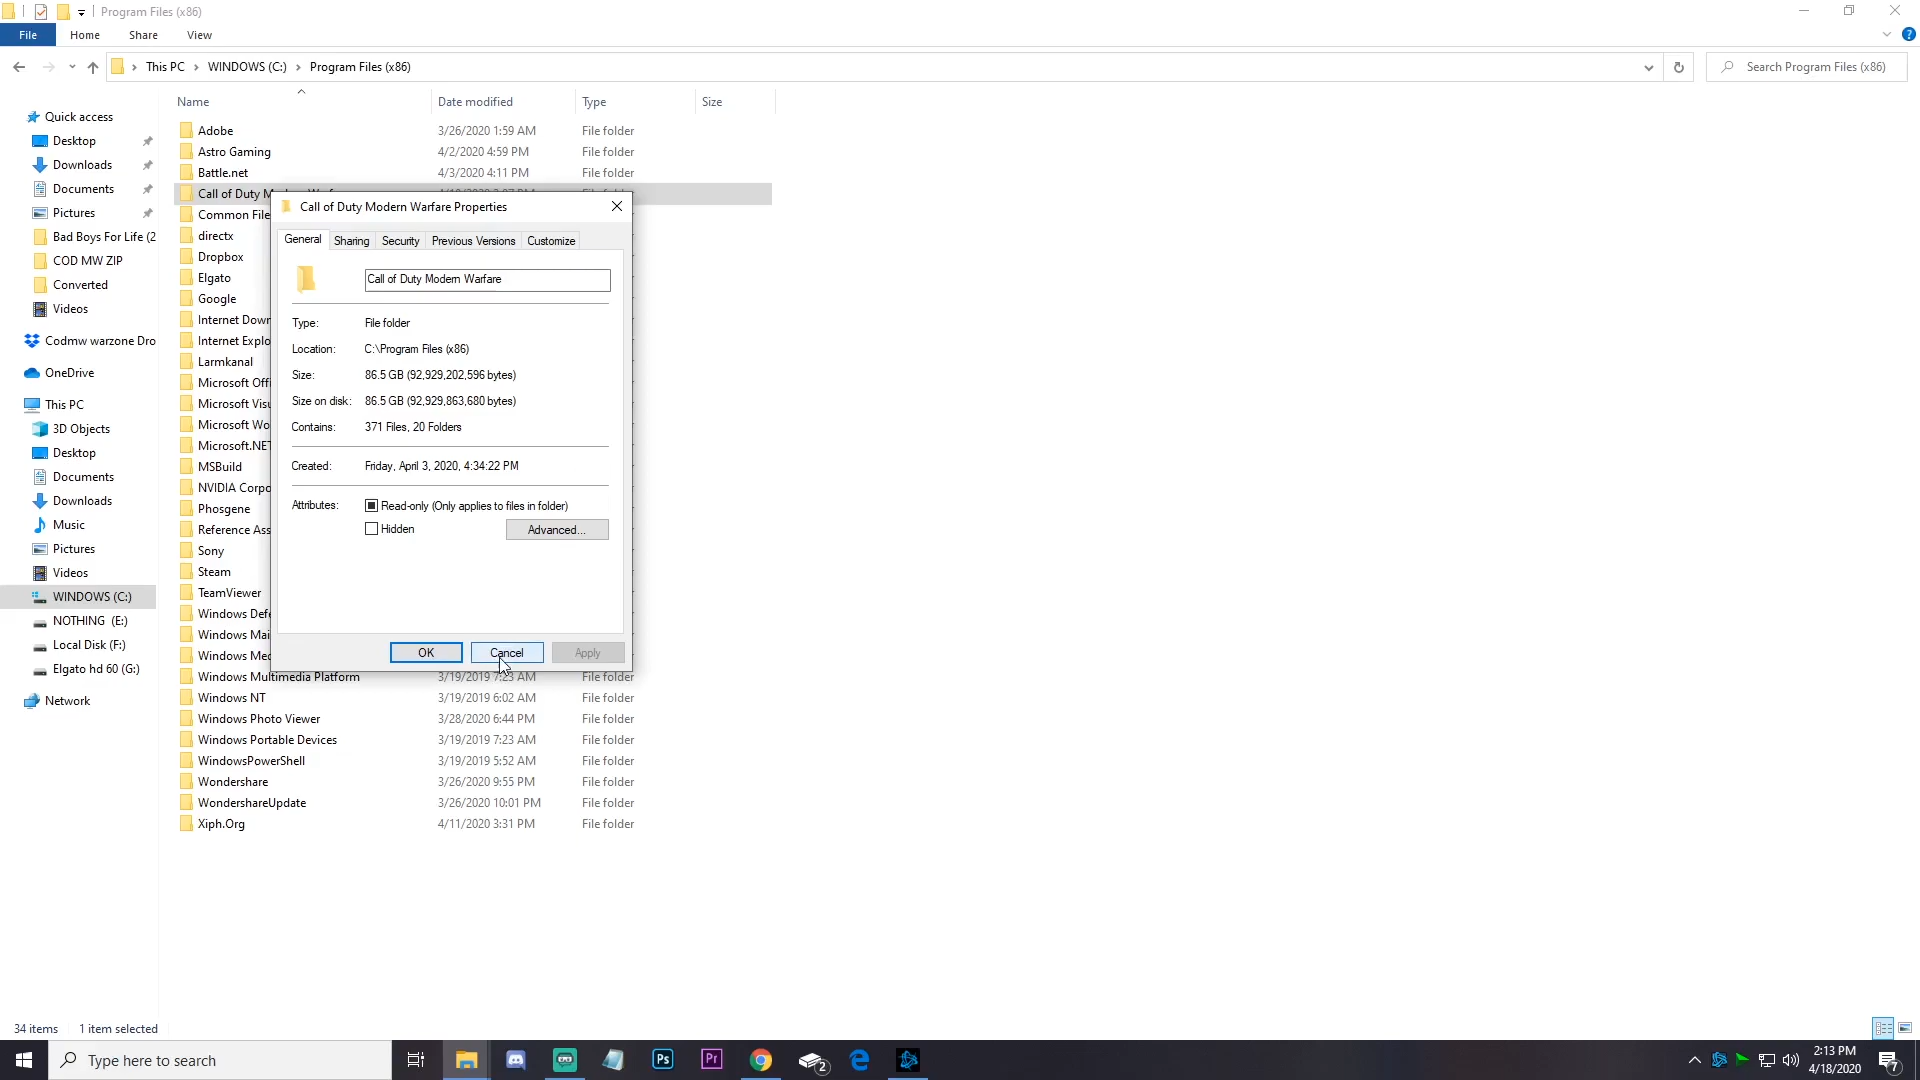 Program Files (x86)
File Home Share View
This PC WINDOWS (C:) Program Files (x86)
Search Program Files (x86)
Name Date modified Type Size
Quick access
Desktop
Downloads
Documents
Pictures
Bad Boys For Life (2
COD MW ZIP
Converted
Videos
Codmw warzone Dro
OneDrive
This PC
3D Objects
Desktop
Documents
Downloads
Music
Pictures
Videos
WINDOWS (C:)
NOTHING (E:)
Local Disk (F:)
Elgato hd 60 (G:)
Network
Adobe 3/26/2020 1:59 AM File folder
Astro Gaming 4/2/2020 4:59 PM File folder
Battle.net 4/3/2020 4:11 PM File folder
Call of Duty M
Common File
directx
Dropbox
Elgato
Google
Internet Down
Internet Explo
Larmkanal
Microsoft Offi
Microsoft Visu
Microsoft Wo
Microsoft.NET
MSBuild
NVIDIA Corpo
Phosgene
Reference Ass
Sony
Steam
TeamViewer
Windows Defe
Windows Mai
Windows Med
Windows Multimedia Platform 3/19/2019 7:23 AM File folder
Windows NT 3/19/2019 6:02 AM File folder
Windows Photo Viewer 3/28/2020 6:44 PM File folder
Windows Portable Devices 3/19/2019 7:23 AM File folder
WindowsPowerShell 3/19/2019 5:52 AM File folder
Wondershare 3/26/2020 9:55 PM File folder
WondershareUpdate 3/26/2020 10:01 PM File folder
Xiph.Org 4/11/2020 3:31 PM File folder
Call of Duty Modern Warfare Properties
General Sharing Security Previous Versions Customize
Call of Duty Modern Warfare
Type: File folder
Location: C:\Program Files (x86)
Size: 86.5 GB (92,929,202,596 bytes)
Size on disk: 86.5 GB (92,929,863,680 bytes)
Contains: 371 Files, 20 Folders
Created: Friday, April 3, 2020, 4:34:22 PM
Attributes: Read-only (Only applies to files in folder)
Hidden Advanced...
OK Cancel Apply
34 items 1 item selected
Type here to search
Ps
Pr
2
2:13 PM
4/18/2020
7